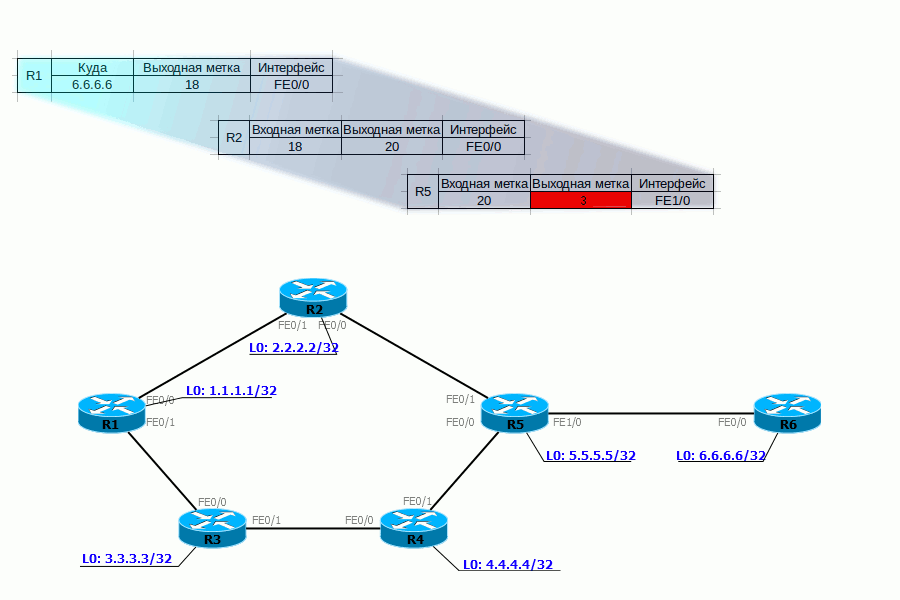 R1 Куда Выходная метка Интерфейс
6.6.6.6 18 FE0/0
R2 Входная метка Выходная метка Интерфейс
18 20 FE0/0
R5 Входная метка Выходная метка Интерфейс
20 3 FE1/0
R2
FE0/1 FE0/0
L0: 2.2.2.2/32
L0: 1.1.1.1/32
FE0/0
R1
FE0/1
FE0/1
FE0/0
R5
FE1/0
FE0/0
R6
L0: 5.5.5.5/32
L0: 6.6.6.6/32
FE0/0
R3
FE0/1
FE0/0
FE0/1
R4
L0: 3.3.3.3/32
L0: 4.4.4.4/32